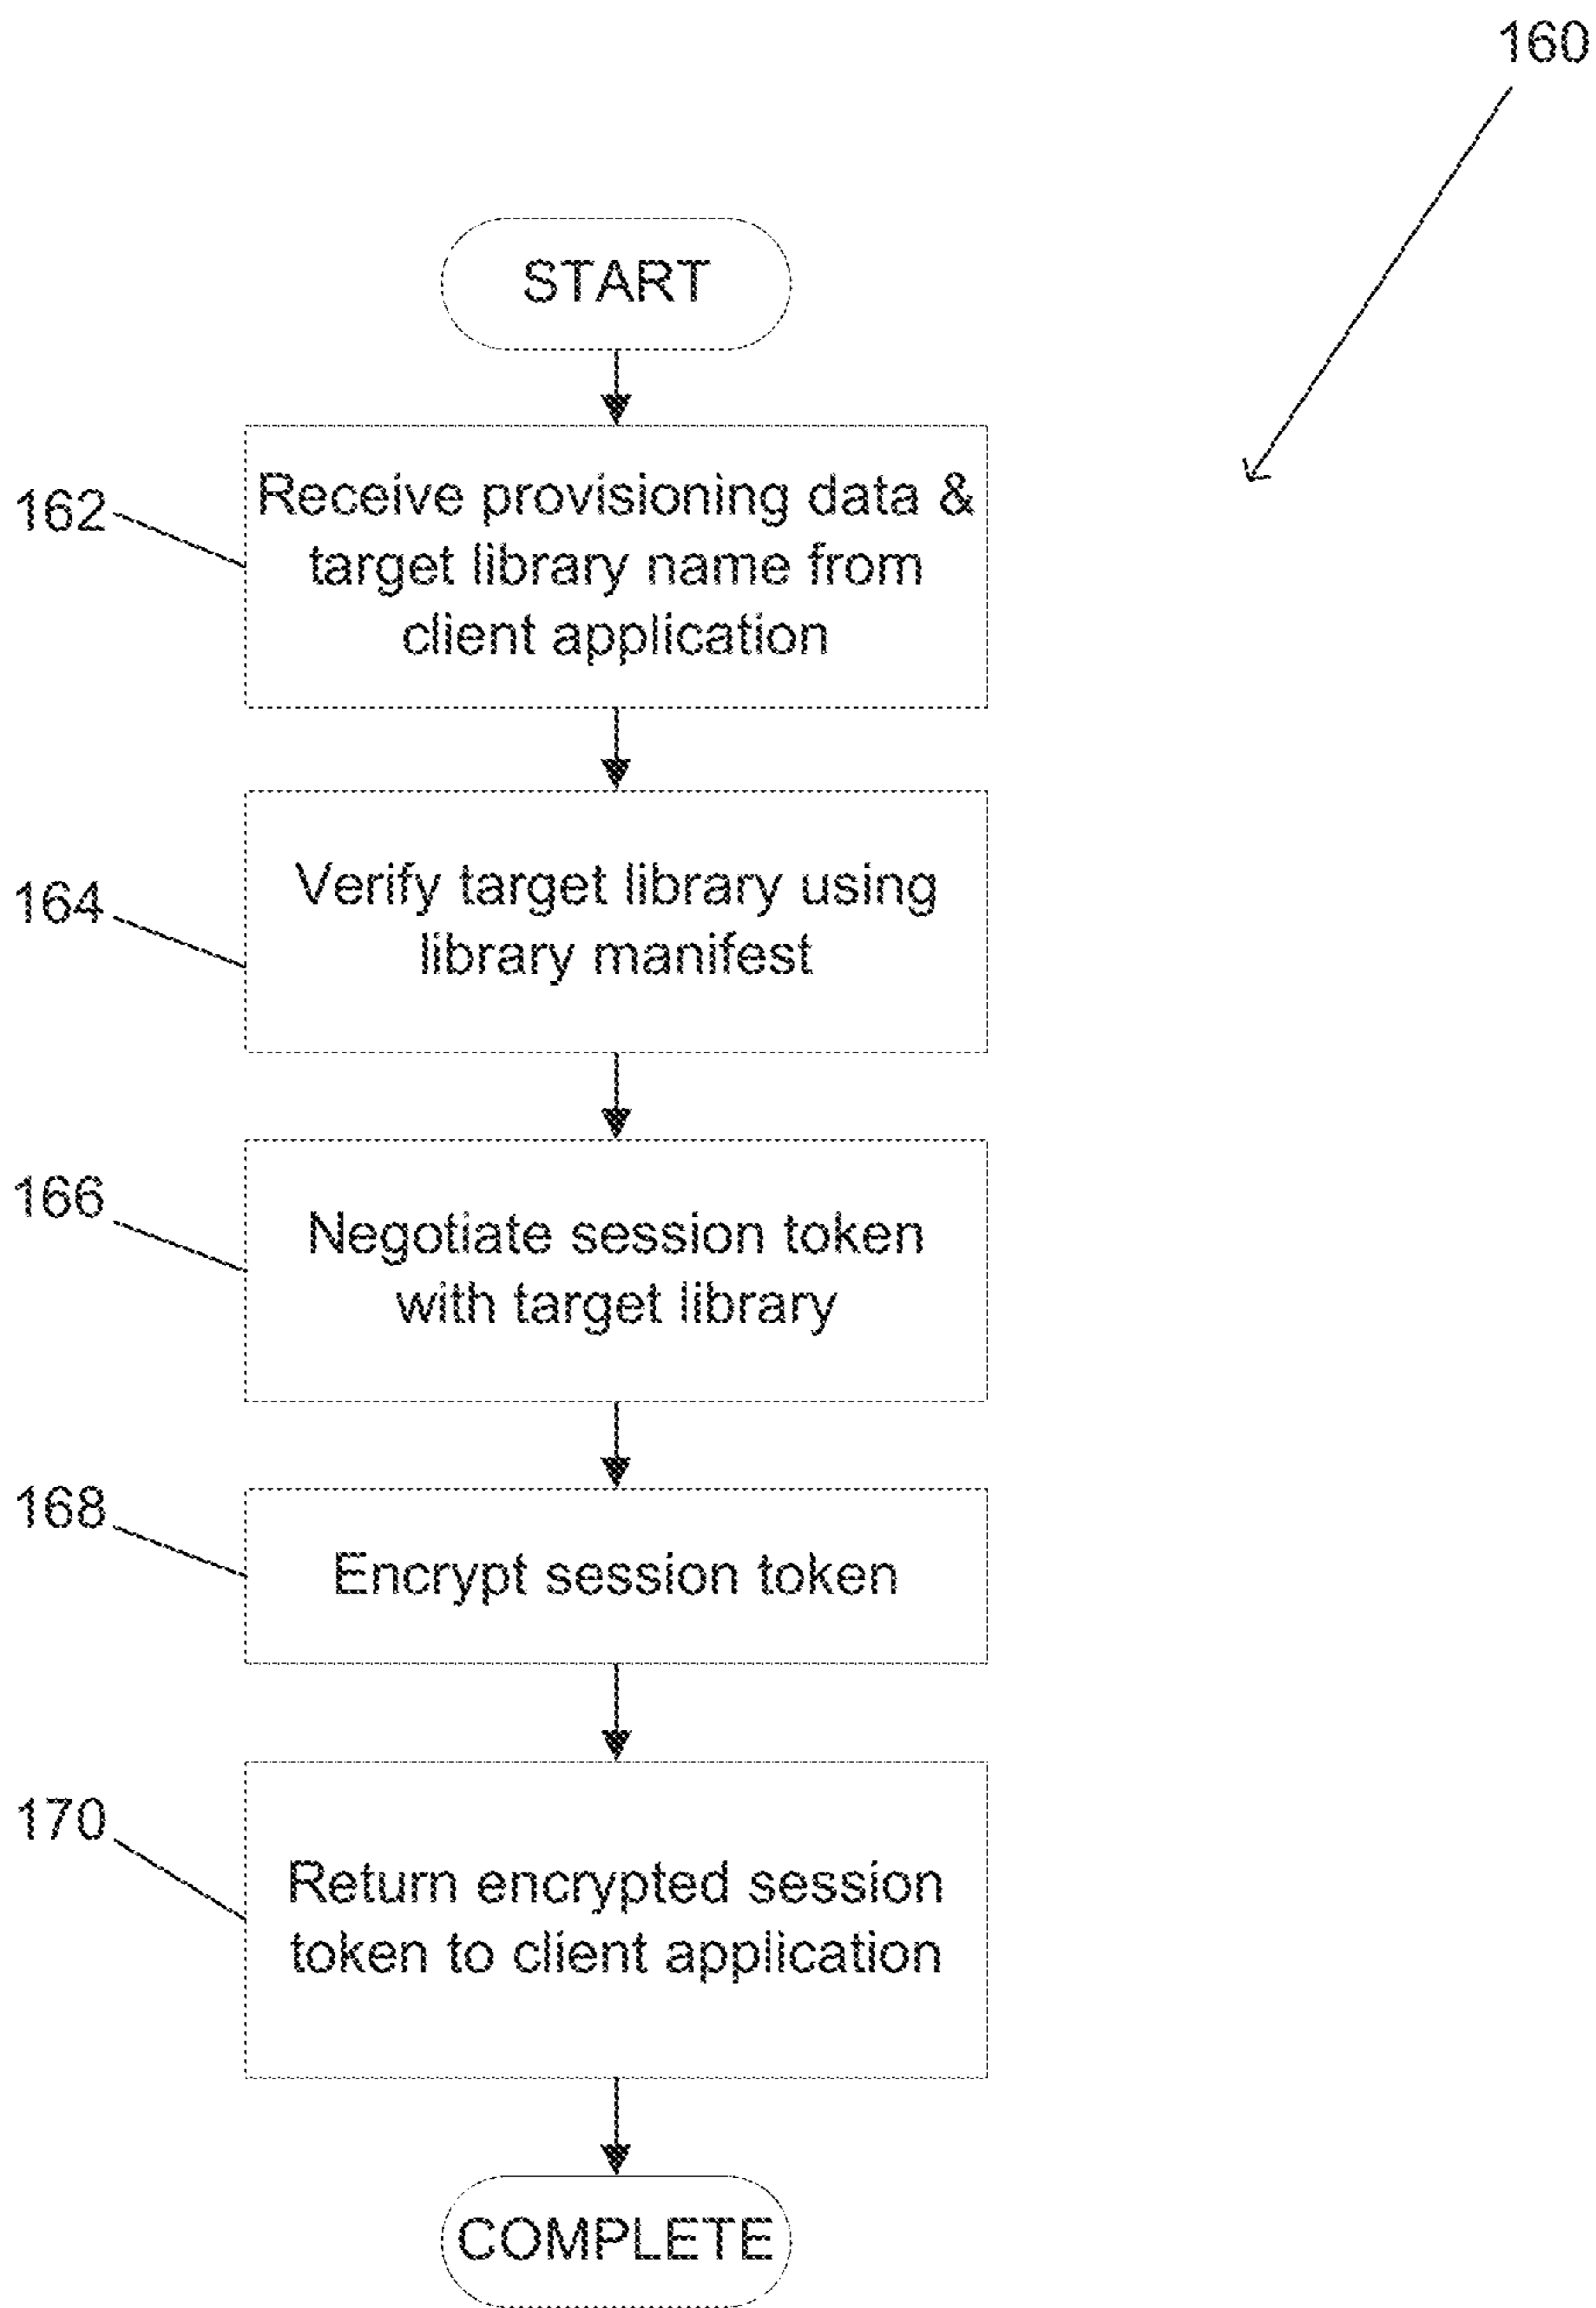 160
START
162
Receive provisioning data &
target library name from
client application
164
Verify target library using
library manifest
166
Negotiate session token
with target library
168
Encrypt session token
170
Return encrypted session
token to client application
COMPLETE